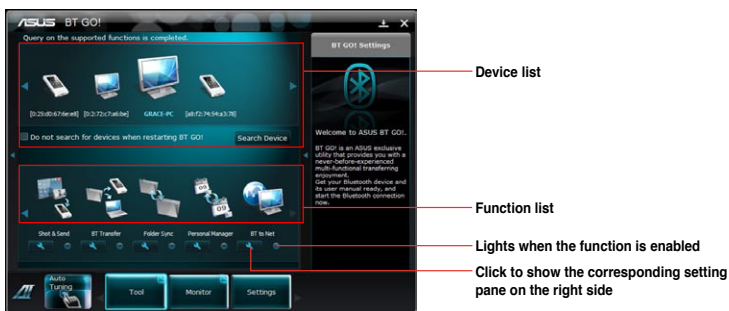 ASUS BT GO!
Query on the supported functions is completed.
[0:25:d0:67:6e:e8] [0:2:72:c7:a6:be] GRACE-PC [a8:f2:74:54:a3:78]
Do not search for devices when restarting BT GO! Search Device
Shot & Send BT Transfer Folder Sync Personal Manager BT to Net
Auto Tuning
Tool Monitor Settings
BT GO! Settings
Welcome to ASUS BT GO!.
BT GO! is an ASUS exclusive
utility that provides you with a
never-before-experienced
multi-functional transferring
enjoyment.
Get your Bluetooth device and
its user manual ready, and
start the Bluetooth connection
now.
Device list
Function list
Lights when the function is enabled
Click to show the corresponding setting
pane on the right side